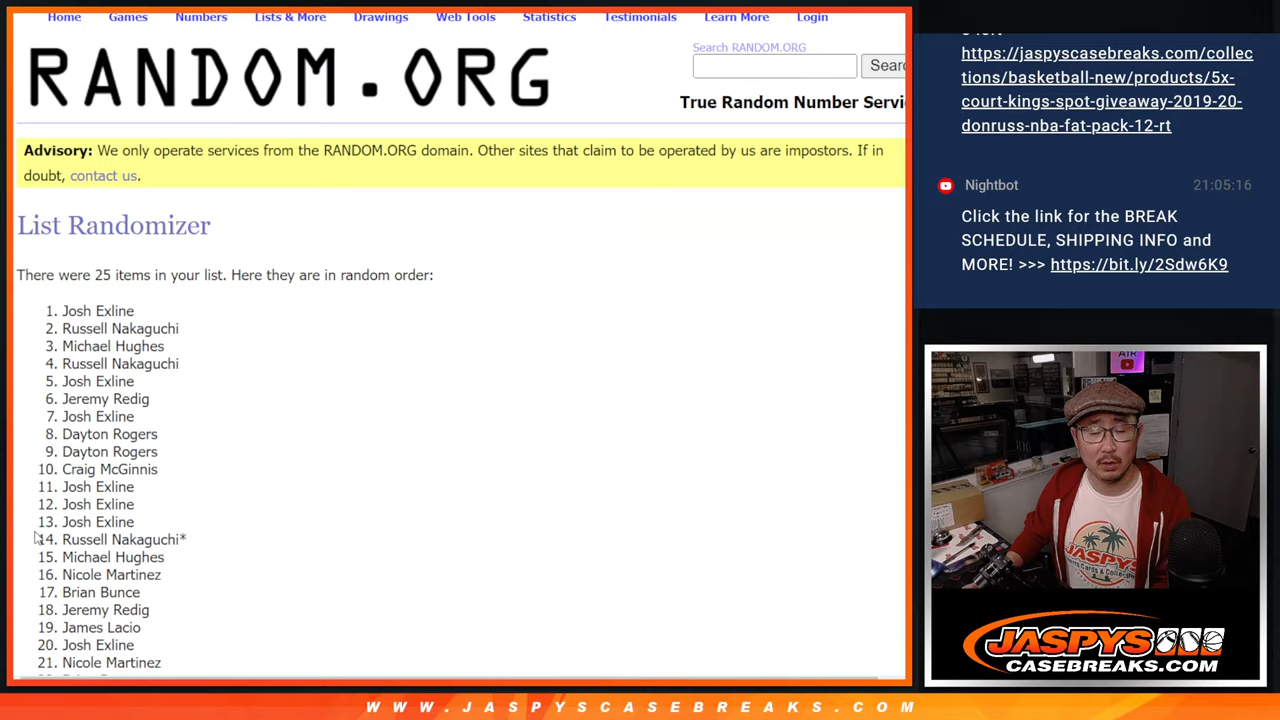 Home Games Numbers Lists & More Drawings Web Tools Statistics Testimonials Learn More Login
RANDOM.ORG
Search RANDOM.ORG
Searc
True Random Number Servi
Advisory: We only operate services from the RANDOM.ORG domain. Other sites that claim to be operated by us are impostors. If in
doubt, contact us.
List Randomizer
There were 25 items in your list. Here they are in random order:
1. Josh Exline
2. Russell Nakaguchi
3. Michael Hughes
4. Russell Nakaguchi
5. Josh Exline
6. Jeremy Redig
7. Josh Exline
8. Dayton Rogers
9. Dayton Rogers
10. Craig McGinnis
11. Josh Exline
12. Josh Exline
13. Josh Exline
14. Russell Nakaguchi*
15. Michael Hughes
16. Nicole Martinez
17. Brian Bunce
18. Jeremy Redig
19. James Lacio
20. Josh Exline
21. Nicole Martinez
https://jaspyscasebreaks.com/collec
tions/basketball-new/products/5x-
court-kings-spot-giveaway-2019-20-
donruss-nba-fat-pack-12-rt
Nightbot 21:05:16
Click the link for the BREAK
SCHEDULE, SHIPPING INFO and
MORE! >>> https://bit.ly/2Sdw6K9
AIR
JASPYS
JASPYS
CASEBREAKS.COM
WWW.JASPYSCASEBREAKS.COM